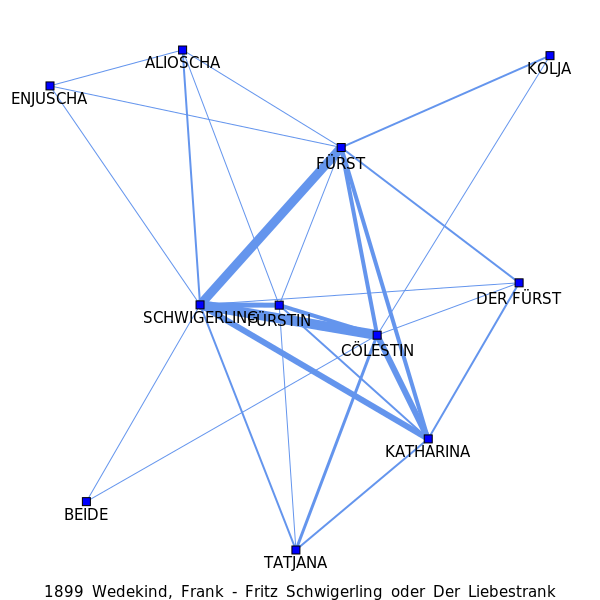 ALIOSCHA
KOLJA
ENJUSCHA
FÜRST
DER FÜRST
SCHWIGERLING
FÜRSTIN
CÖLESTIN
KATHARINA
BEIDE
TATJANA
1899 Wedekind, Frank - Fritz Schwigerling oder Der Liebestrank